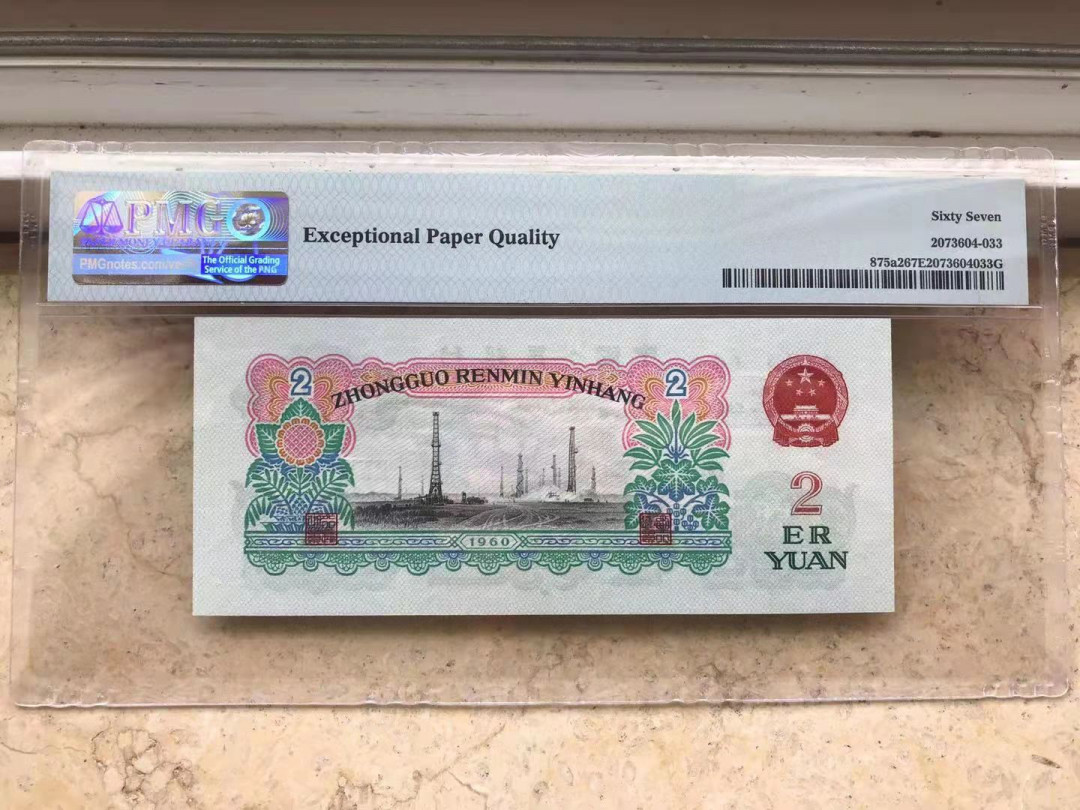 PMG
PMGnotes.com
The Official Grading
Service of the PNG
Exceptional Paper Quality
Sixty Seven
2073604-033
875a267E2073604033G
2
ZHONGGUO RENMIN YINHANG
2
1960
2
ER
YUAN